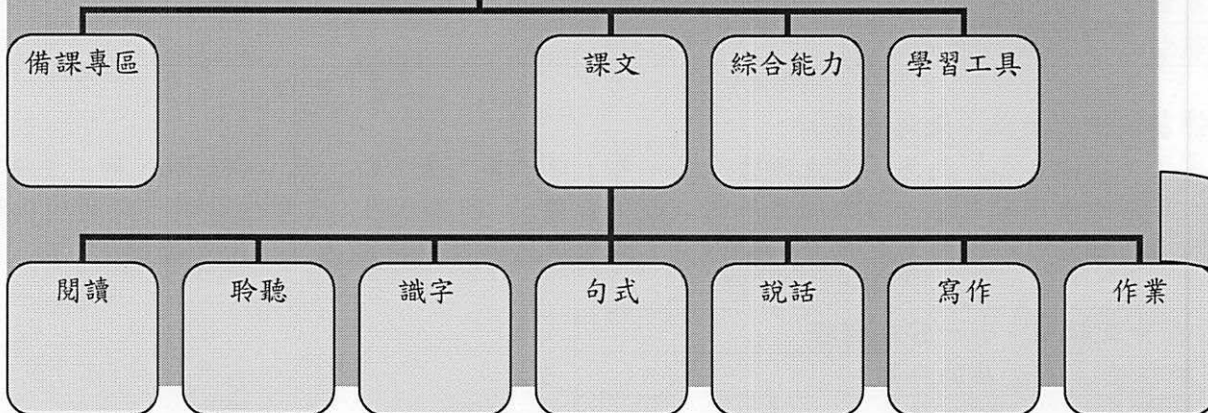 備課專區 課文 綜合能力 學習工具
閱讀 聆聽 識字 句式 說話 寫作 作業